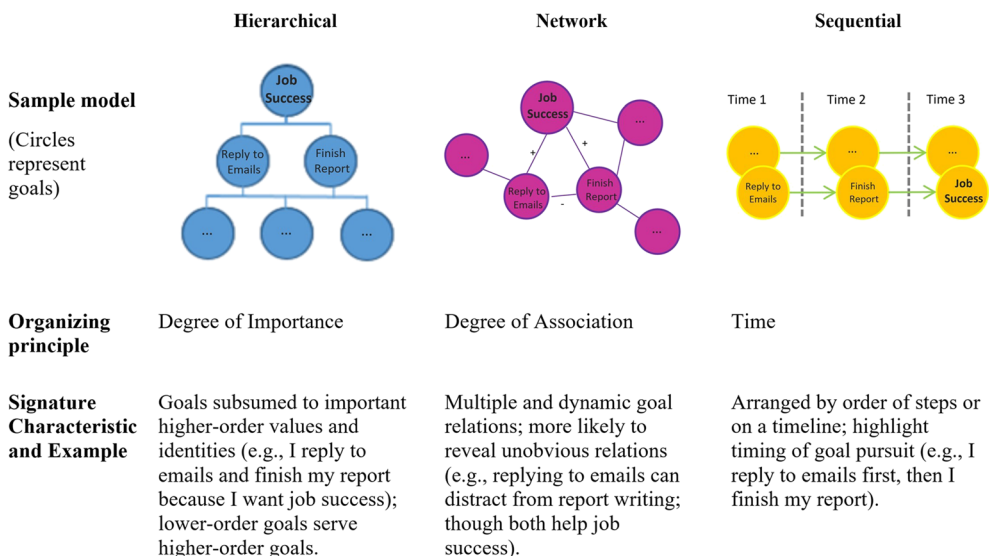 Hierarchical
Network
Sequential
Sample model
(Circles
represent
goals)
Job
Success
Reply to
Emails
Finish
Report
...
...
...
Job
Success
...
...
+
+
Reply to
Emails
-
Finish
Report
...
Time 1
Time 2
Time 3
...
...
...
Reply to
Emails
Finish
Report
Job
Success
Organizing
principle
Degree of Importance
Degree of Association
Time
Signature
Characteristic
and Example
Goals subsumed to important
higher-order values and
identities (e.g., I reply to
emails and finish my report
because I want job success);
lower-order goals serve
higher-order goals.
Multiple and dynamic goal
relations; more likely to
reveal unobvious relations
(e.g., replying to emails can
distract from report writing;
though both help job
success).
Arranged by order of steps or
on a timeline; highlight
timing of goal pursuit (e.g., I
reply to emails first, then I
finish my report).